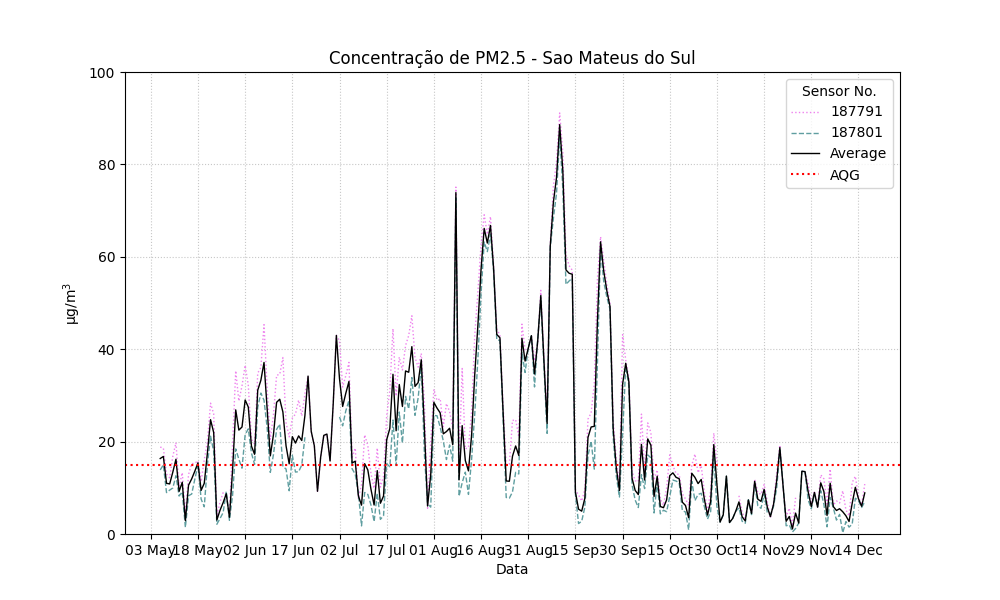 Concentração de PM2.5 - Sao Mateus do Sul
100
80
60
40
20
0
µg/m³
Sensor No.
187791
187801
Average
AQG
03 May 18 May 02 Jun 17 Jun 02 Jul 17 Jul 01 Aug 16 Aug 31 Aug 15 Sep 30 Sep 15 Oct 30 Oct 14 Nov 29 Nov 14 Dec
Data